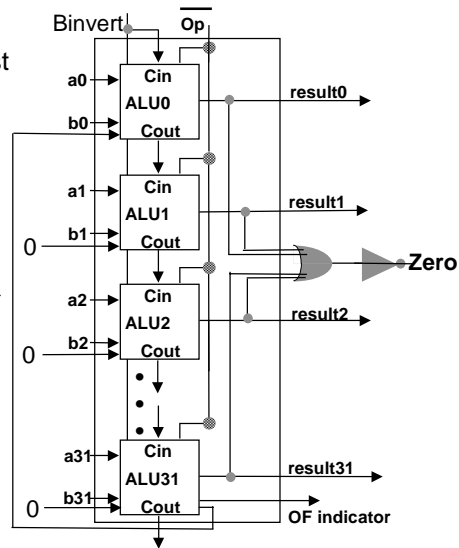 Binvert
Op
st
Cin
a0
ALU0
result0
b0
Cout
Cin
a1
ALU1
result1
b1
0
Cout
Zero
Cin
a2
ALU2
result2
b2
Cout
0
Cin
a31
ALU31
result31
b31
0
Cout
OF indicator